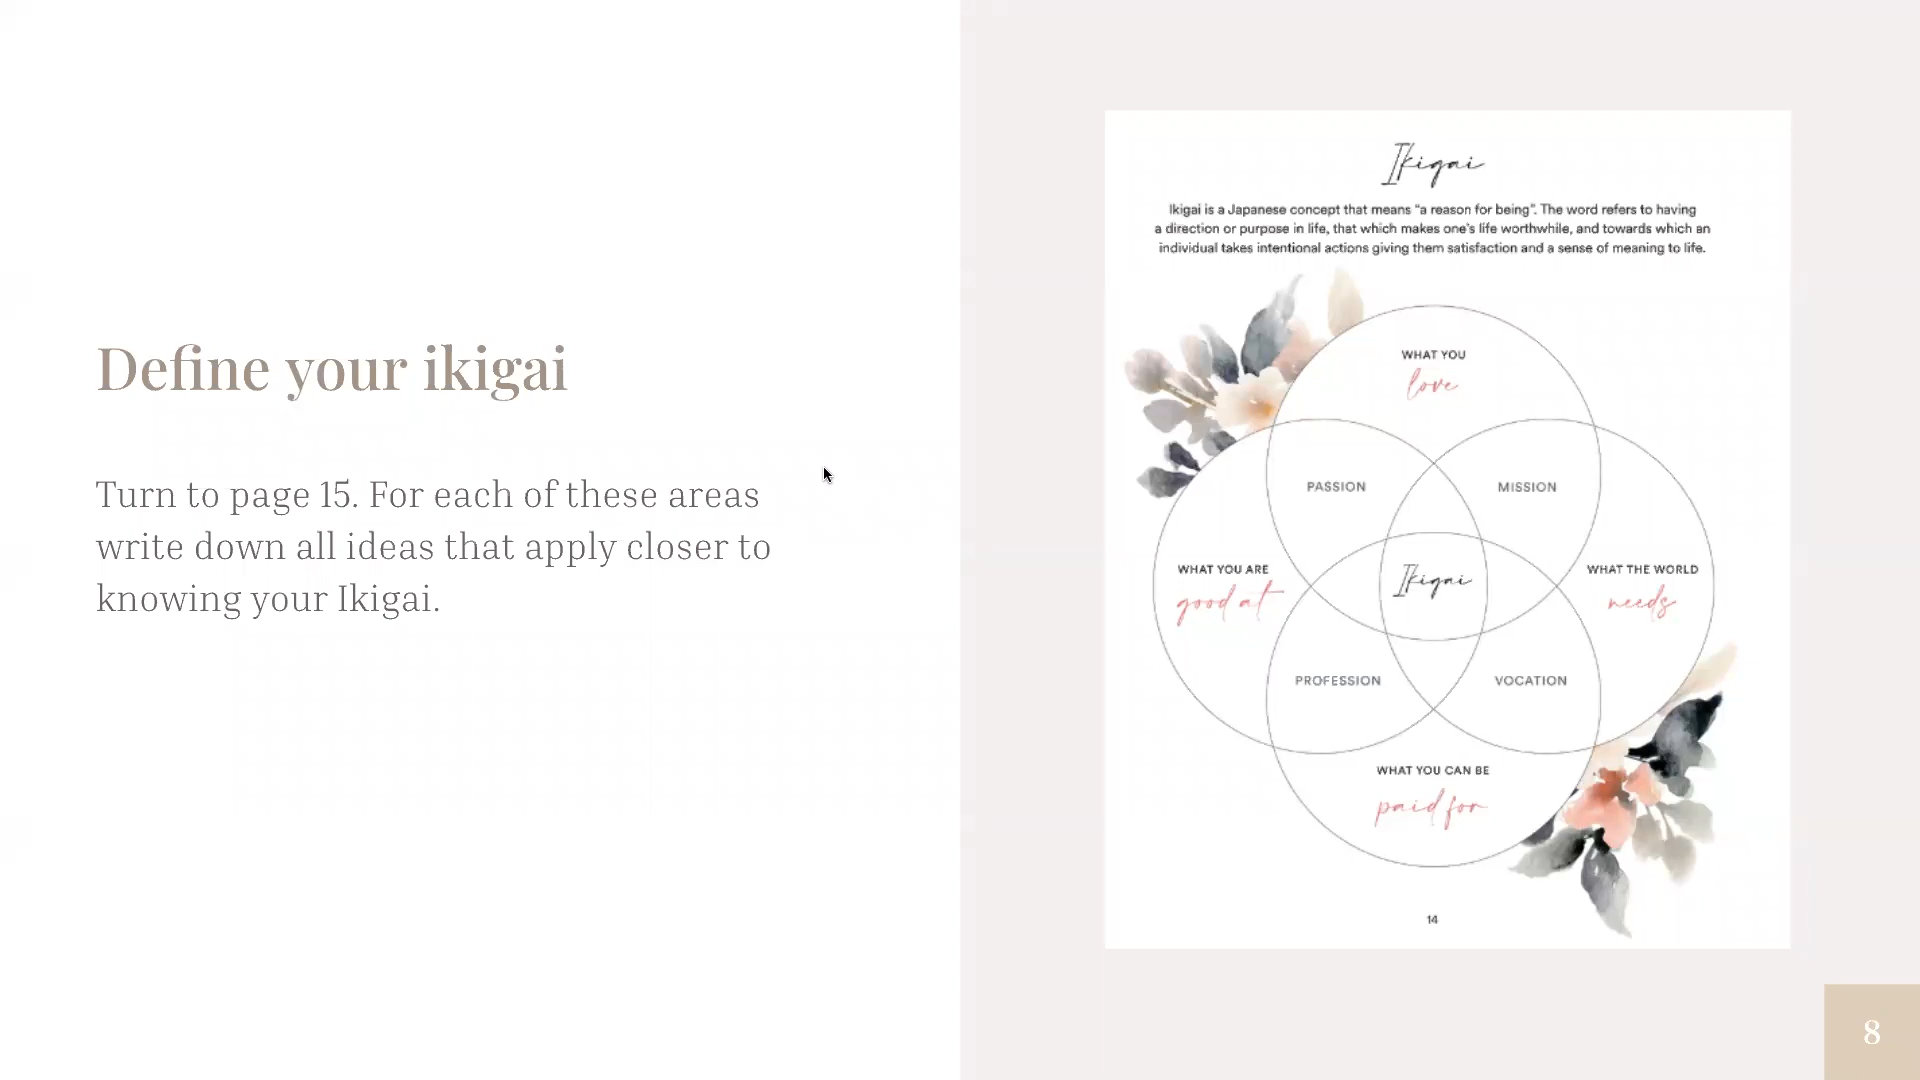 Define your ikigai
Turn to page 15. For each of these areas
write down all ideas that apply closer to
knowing your Ikigai.
Ikigai
Ikigai is a Japanese concept that means “a reason for being”. The word refers to having
a direction or purpose in life, that which makes one’s life worthwhile, and towards which an
individual takes intentional actions giving them satisfaction and a sense of meaning to life.
WHAT YOU
love
PASSION
MISSION
WHAT YOU ARE
good at
Ikigai
WHAT THE WORLD
needs
PROFESSION
VOCATION
WHAT YOU CAN BE
paid for
14
8